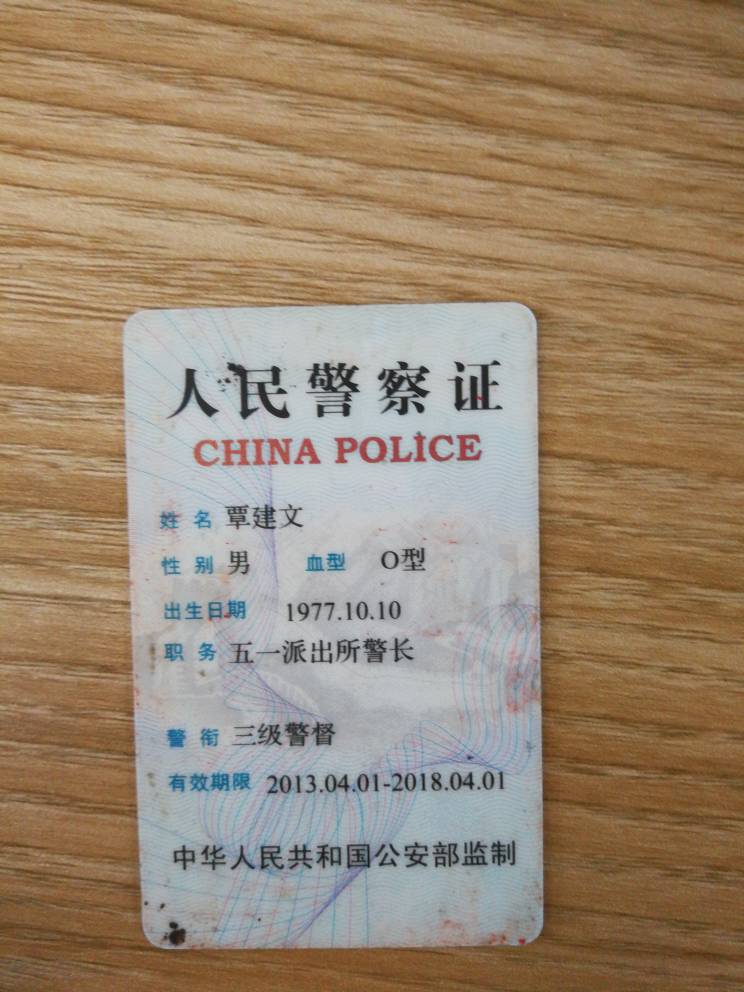 人民警察证
CHINA POLICE
姓名 覃建文
性别 男 血型 O型
出生日期 1977.10.10
职务 五一派出所警长
警衔 三级警督
有效期限 2013.04.01-2018.04.01
中华人民共和国公安部监制